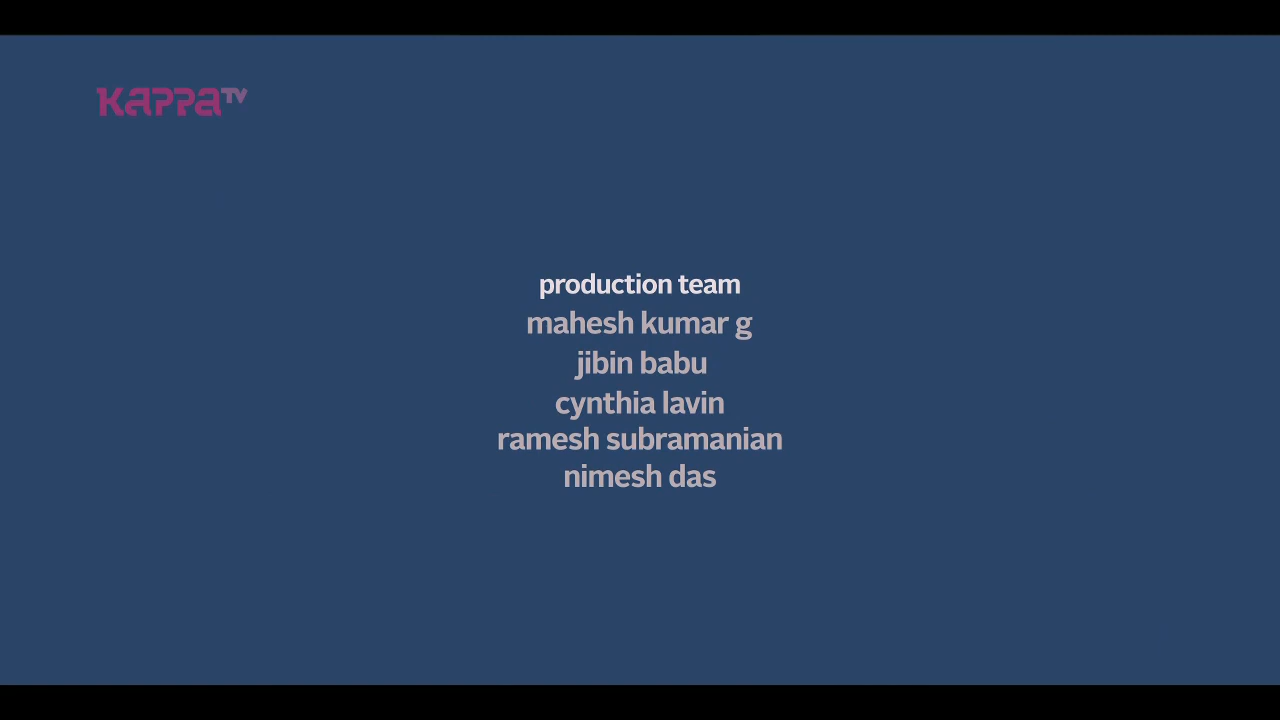 KAPPA TV
production team
mahesh kumar g
jibin babu
cynthia lavin
ramesh subramanian
nimesh das